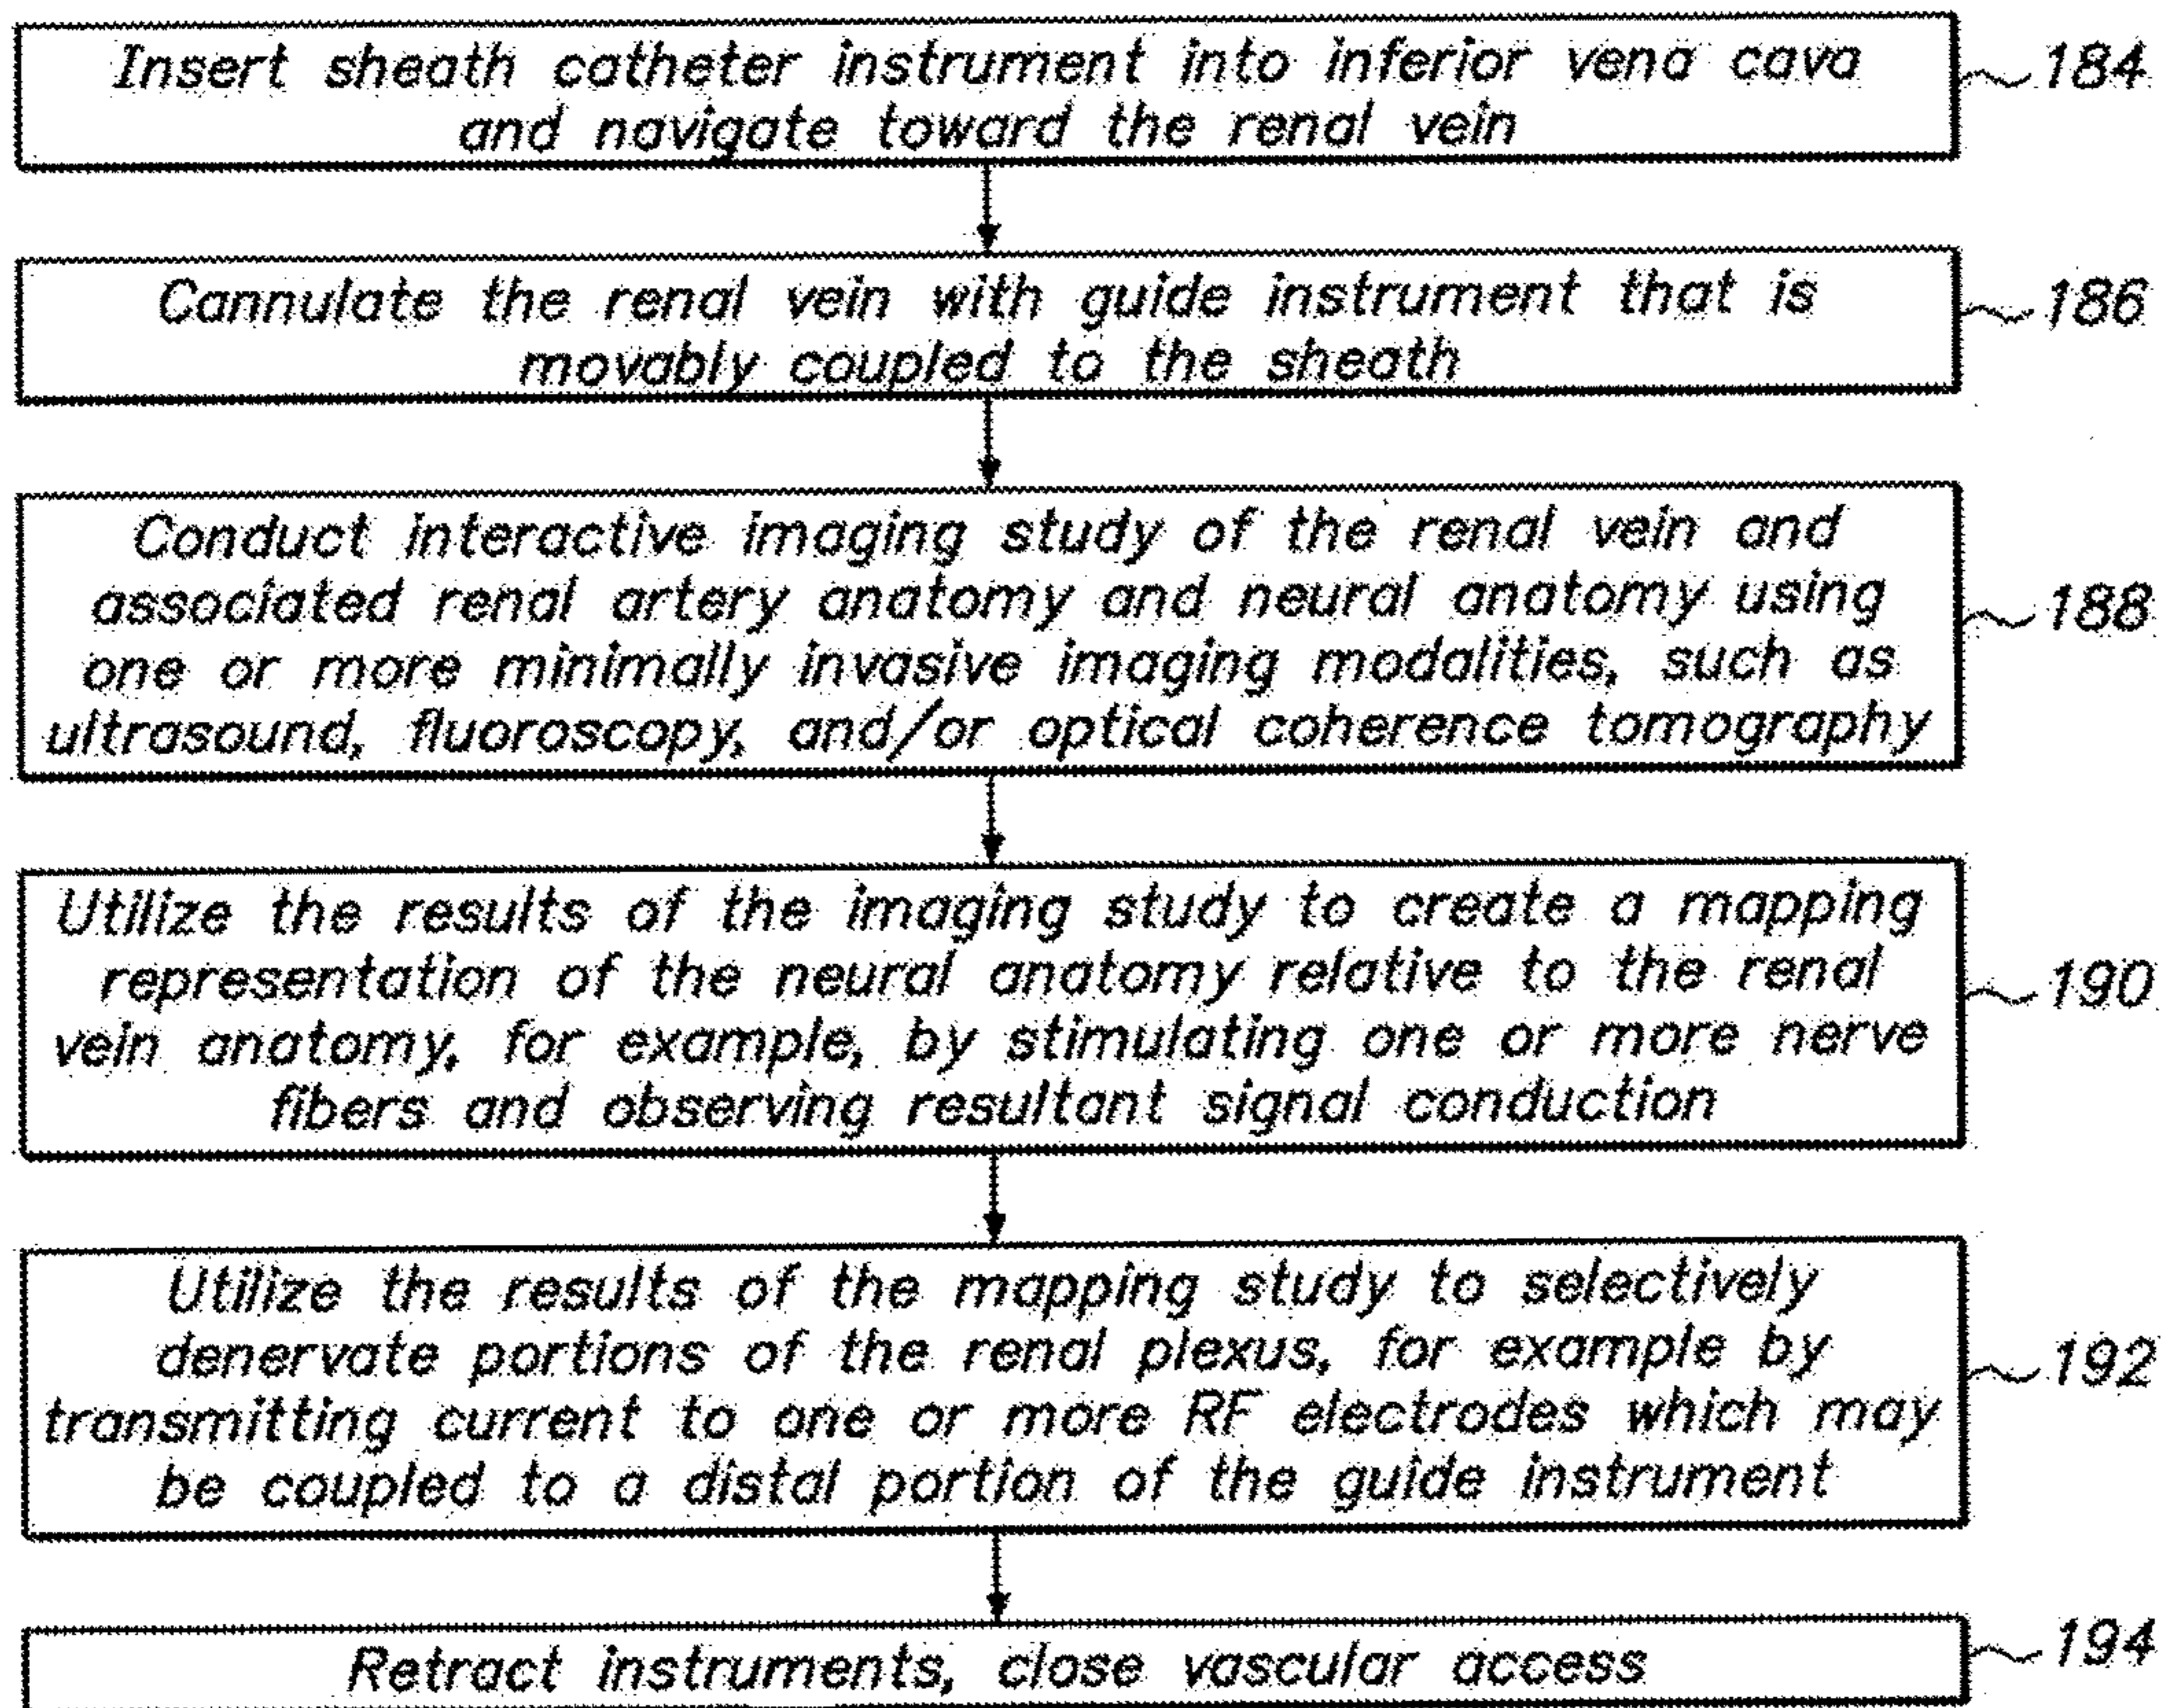 Insert sheath catheter instrument into inferior vena cava
184
and navigate toward the renal vein
Cannulate the renal vein with guide instrument that is
186
movably coupled to the sheath
Conduct interactive imaging study of the renal vein and
associated renal artery anatomy and neural anatomy using
188
one or more minimally invasive imaging modalities, such as
ultrasound, fluoroscopy, and/or optical coherence tomography
Utilize the results of the imaging study to create a mapping
representation of the neural anatomy relative to the renal
190
vein anatomy, for example, by stimulating one or more nerve
fibers and observing resultant signal conduction
Utilize the results of the mapping study to selectively
denervate portions of the renal plexus, for example by
192
transmitting current to one or more RF electrodes which may
be coupled to a distal portion of the guide instrument
Retract instruments, close vascular access
194